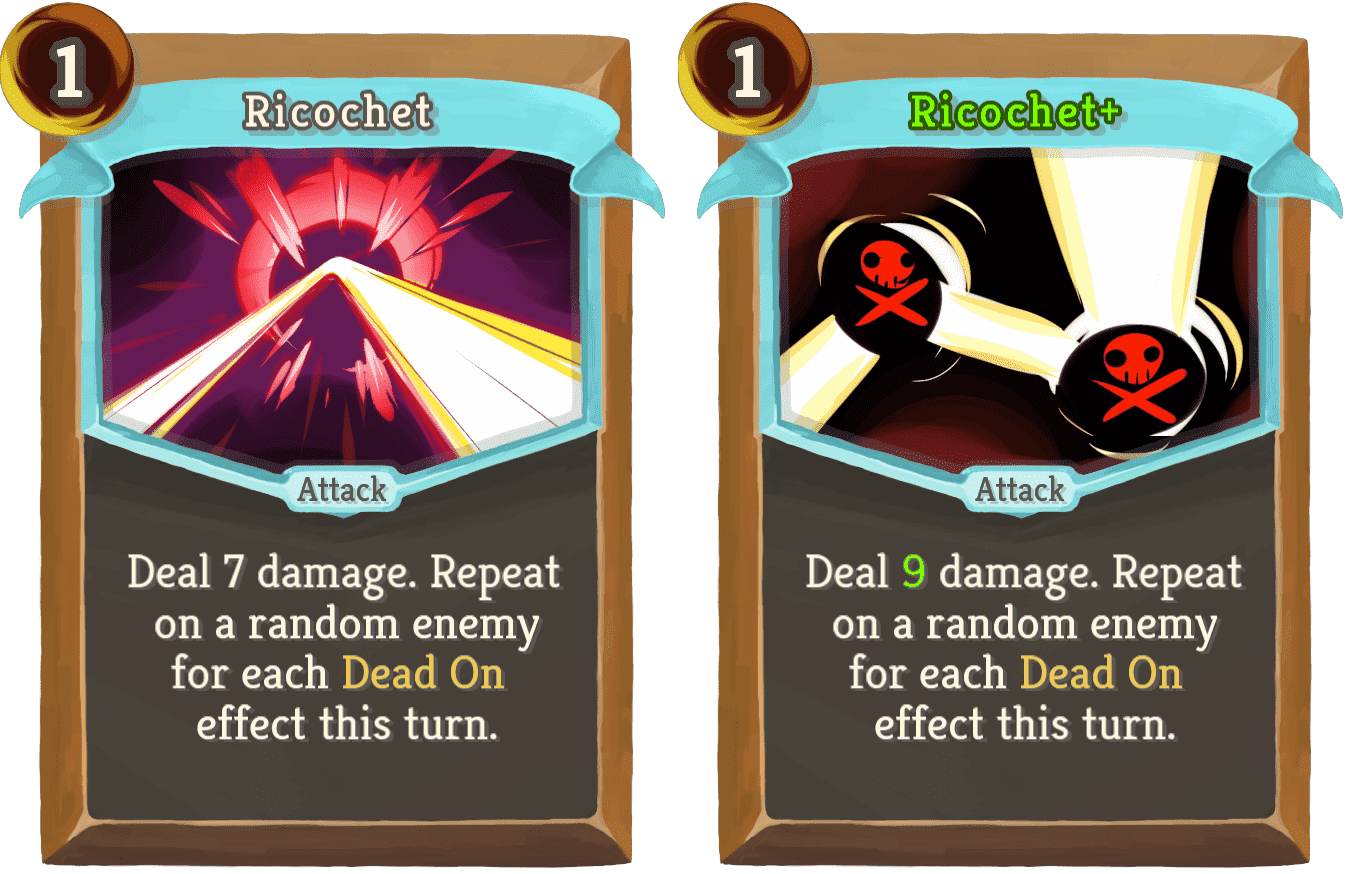 1
Ricochet
Attack
Deal 7 damage. Repeat
on a random enemy
for each Dead On
effect this turn.
1
Ricochet+
Attack
Deal 9 damage. Repeat
on a random enemy
for each Dead On
effect this turn.